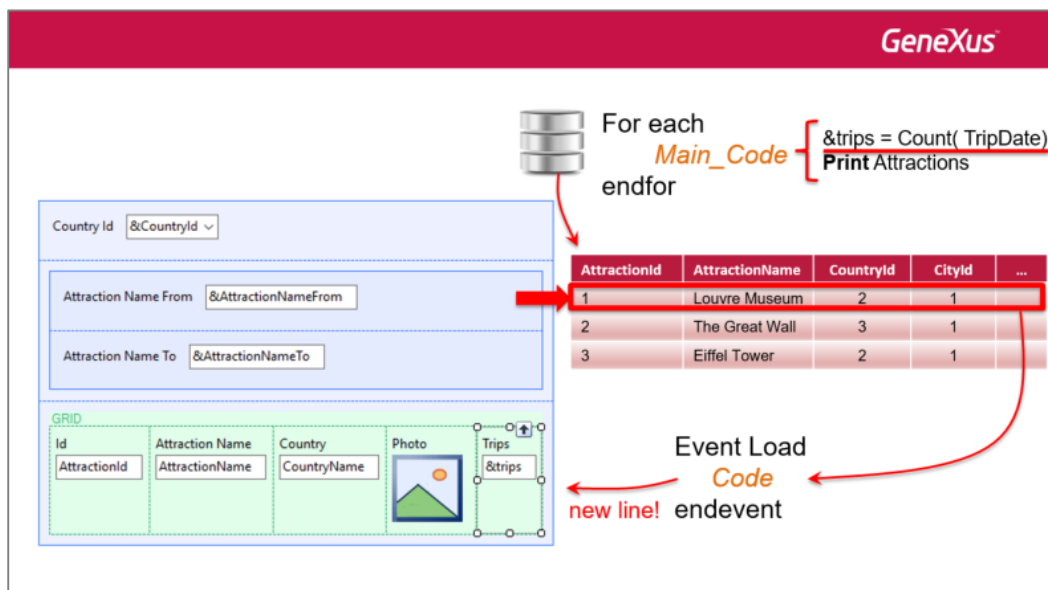 GeneXus™
For each
Main_Code
endfor
&trips = Count( TripDate)
Print Attractions
Country Id &CountryId
Attraction Name From &AttractionNameFrom
Attraction Name To &AttractionNameTo
AttractionId AttractionName CountryId CityId ...
1 Louvre Museum 2 1
2 The Great Wall 3 1
3 Eiffel Tower 2 1
GRID
Id Attraction Name Country Photo Trips
AttractionId AttractionName CountryName &trips
Event Load
Code
endevent
new line!